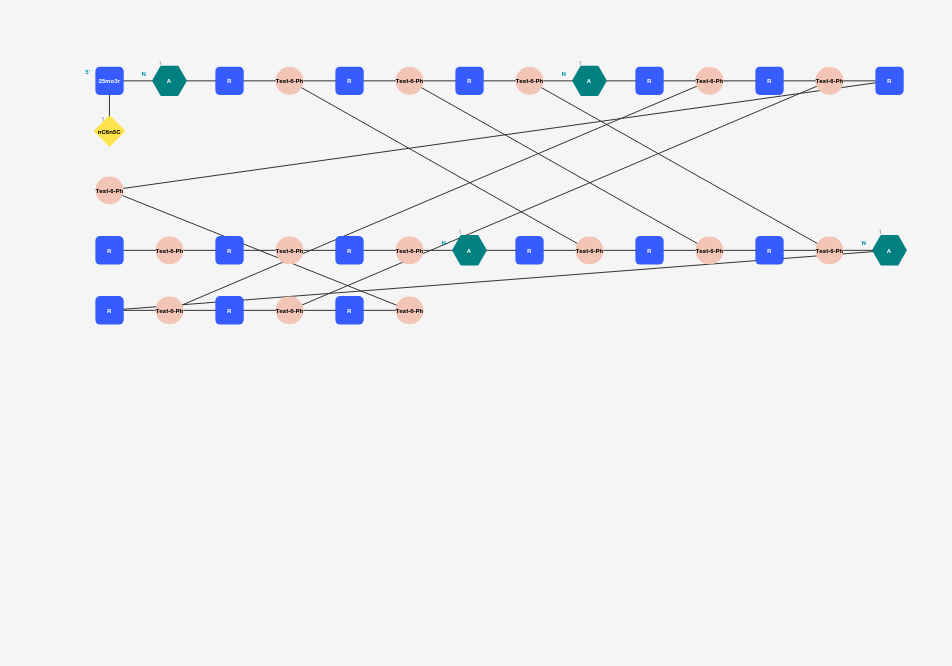 5' 25mo3r N 1 A R Test-6-Ph R Test-6-Ph R Test-6-Ph N 1 A R Test-6-Ph R Test-6-Ph R
1 nC6n5C
Test-6-Ph
R Test-6-Ph R Test-6-Ph R Test-6-Ph N 1 A R Test-6-Ph R Test-6-Ph R Test-6-Ph N 1 A
R Test-6-Ph R Test-6-Ph R Test-6-Ph